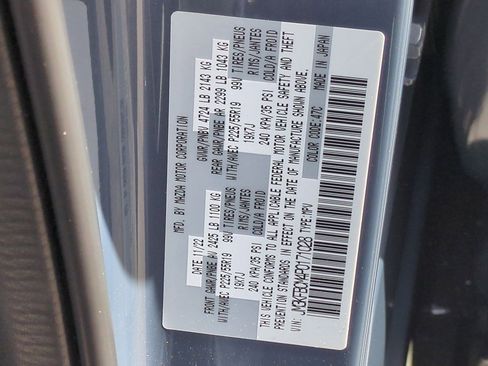 MFD. BY MAZDA MOTOR CORPORATION
DATE 11/22 GVWR/PNBV 4724 LB 2143 KG
FRONT GAWR/PNBE AV 2425 LB 1100 KG REAR GAWR/PNBE AR 2299 LB 1043 KG
WITH/AVEC P225/55R19 99V TIRES/PNEUS WITH/AVEC P225/55R19 99V TIRES/PNEUS
19X7J RIMS/JANTES 19X7J RIMS/JANTES
240 KPA/35 PSI COLD/A FROID 240 KPA/35 PSI COLD/A FROID
THIS VEHICLE CONFORMS TO ALL APPLICABLE FEDERAL MOTOR VEHICLE SAFETY AND THEFT
PREVENTION STANDARDS IN EFFECT ON THE DATE OF MANUFACTURE SHOWN ABOVE.
VIN: TYPE: MPV COLOR CODE/ 47C MADE IN JAPAN